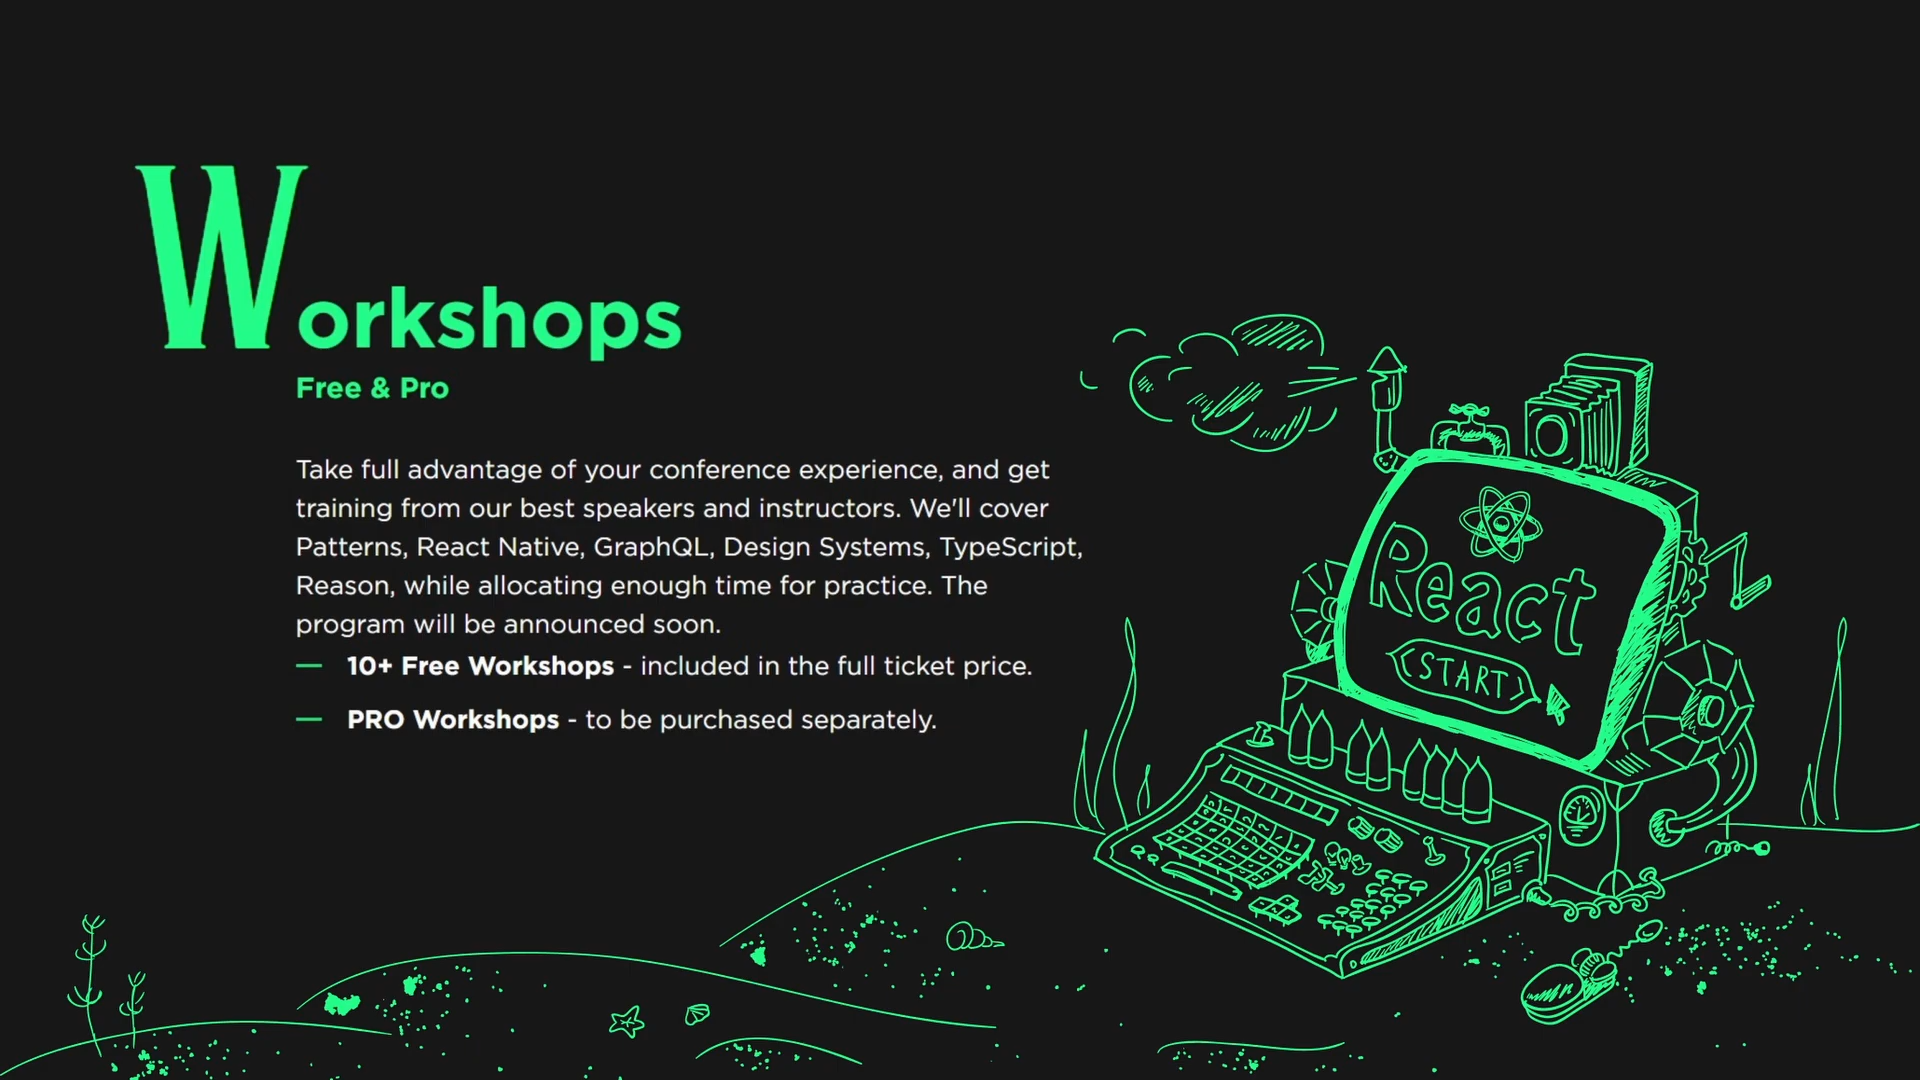 Workshops
Free & Pro
Take full advantage of your conference experience, and get
training from our best speakers and instructors. We'll cover
Patterns, React Native, GraphQL, Design Systems, TypeScript,
Reason, while allocating enough time for practice. The
program will be announced soon.
— 10+ Free Workshops - included in the full ticket price.
— PRO Workshops - to be purchased separately.
React
<START>